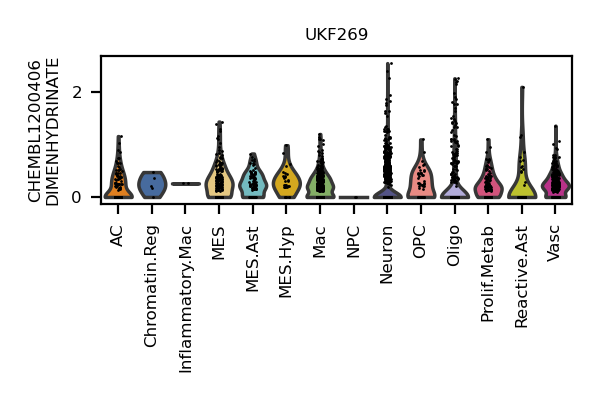 UKF269
CHEMBL1200406
DIMENHYDRINATE
2
0
AC
Chromatin.Reg
Inflammatory.Mac
MES
MES.Ast
MES.Hyp
Mac
NPC
Neuron
OPC
Oligo
Prolif.Metab
Reactive.Ast
Vasc